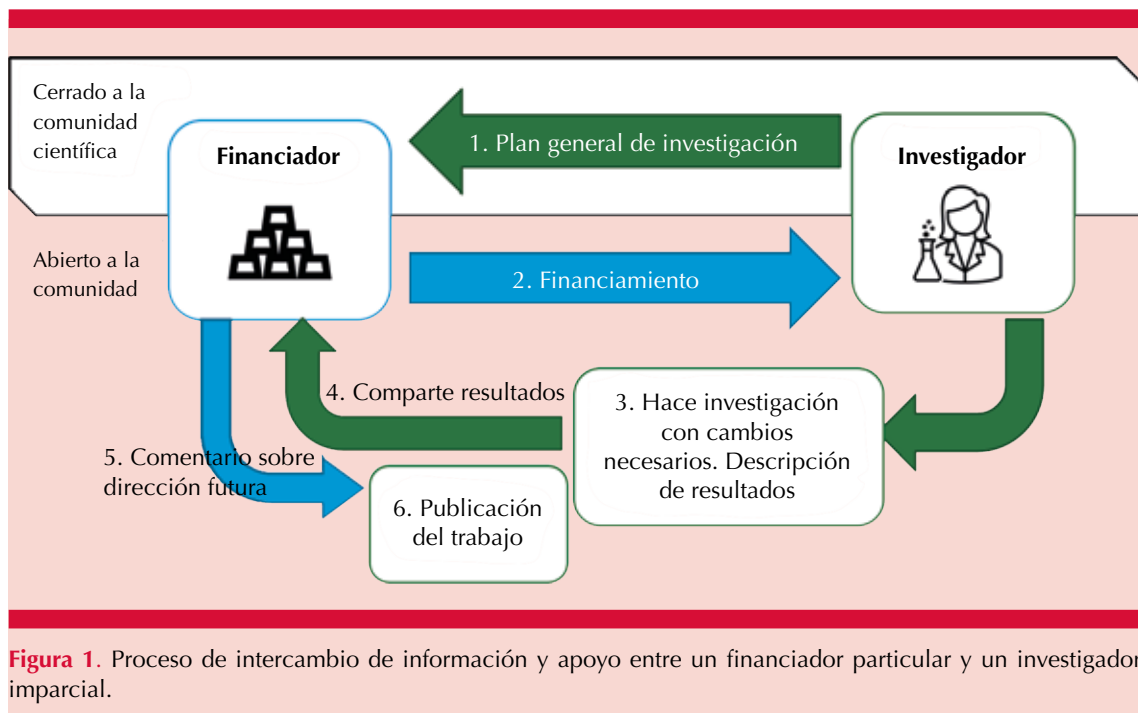 Cerrado a la
comunidad
científica
Financiador
1. Plan general de investigación
Investigador
Abierto a la
comunidad
2. Financiamiento
3. Hace investigación
con cambios
necesarios. Descripción
de resultados
4. Comparte resultados
5. Comentario sobre
dirección futura
6. Publicación
del trabajo
Figura 1. Proceso de intercambio de información y apoyo entre un financiador particular y un investigador
imparcial.